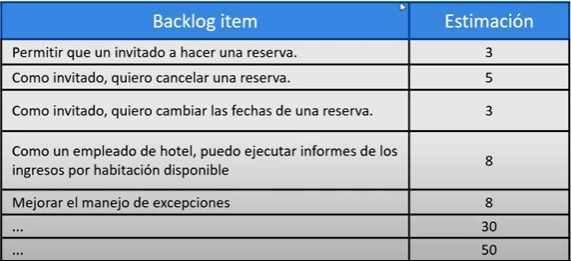 Backlog item Estimación
Permitir que un invitado a hacer una reserva. 3
Como invitado, quiero cancelar una reserva. 5
Como invitado, quiero cambiar las fechas de una reserva. 3
Como un empleado de hotel, puedo ejecutar informes de los
ingresos por habitación disponible 8
Mejorar el manejo de excepciones 8
... 30
... 50